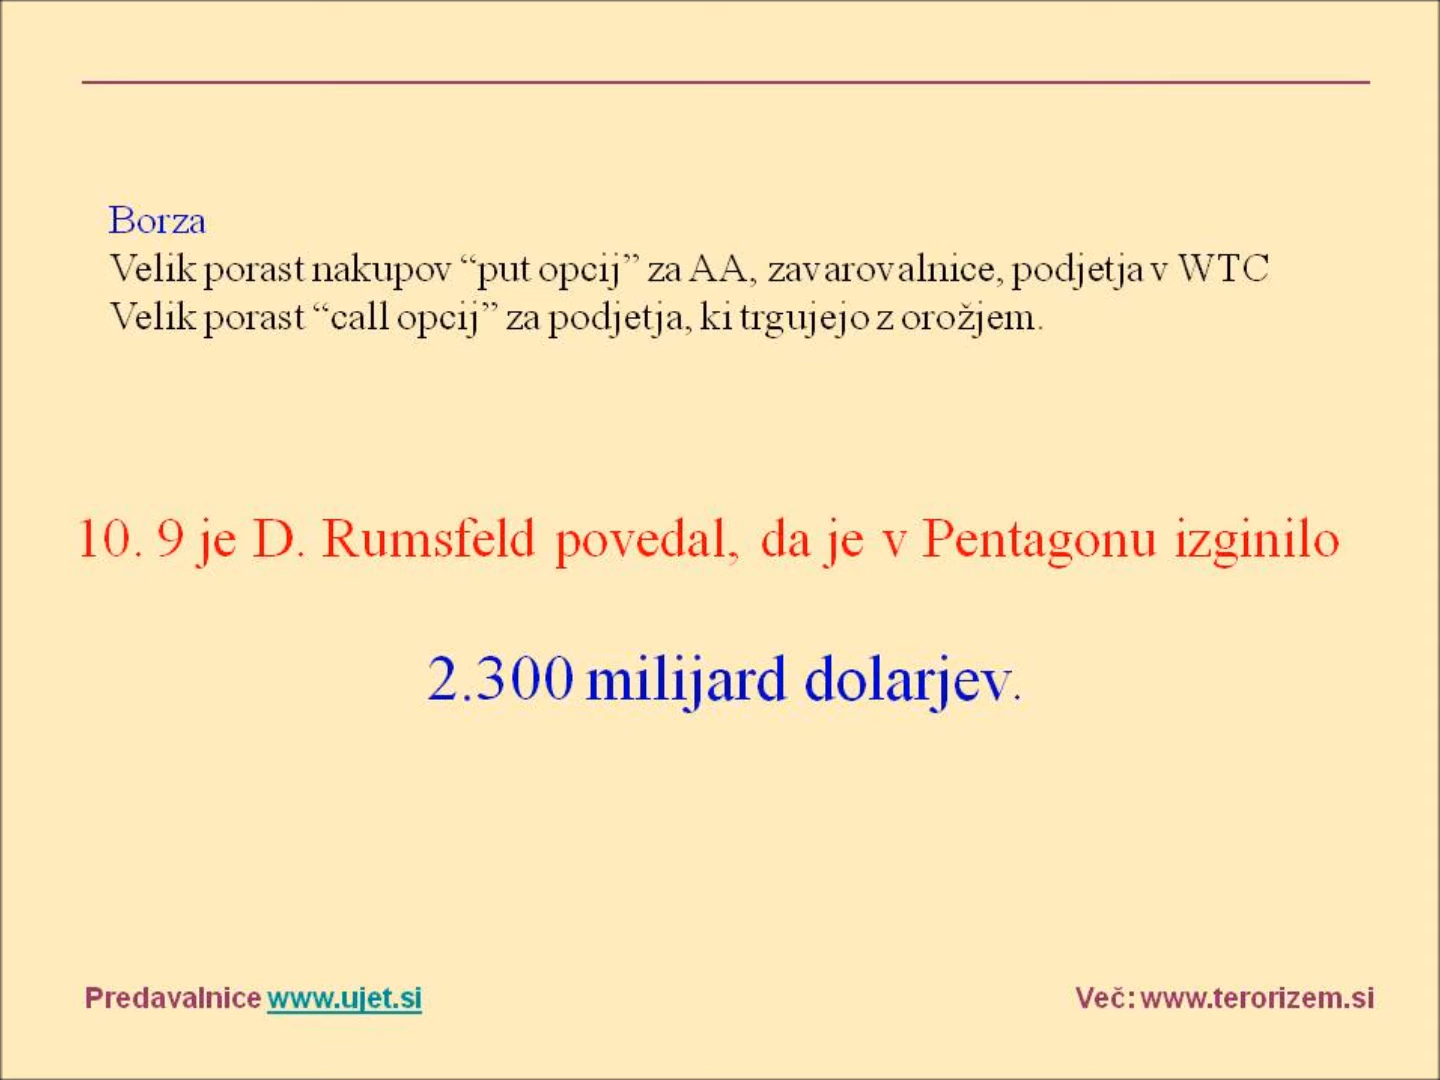 Borza
Velik porast nakupov “put opcij” za AA, zavarovalnice, podjetja v WTC
Velik porast “call opcij” za podjetja, ki trgujejo z orožjem.
10. 9 je D. Rumsfeld povedal, da je v Pentagonu izginilo
2.300 milijard dolarjev.
Predavalnice www.ujet.si
Več: www.terorizem.si